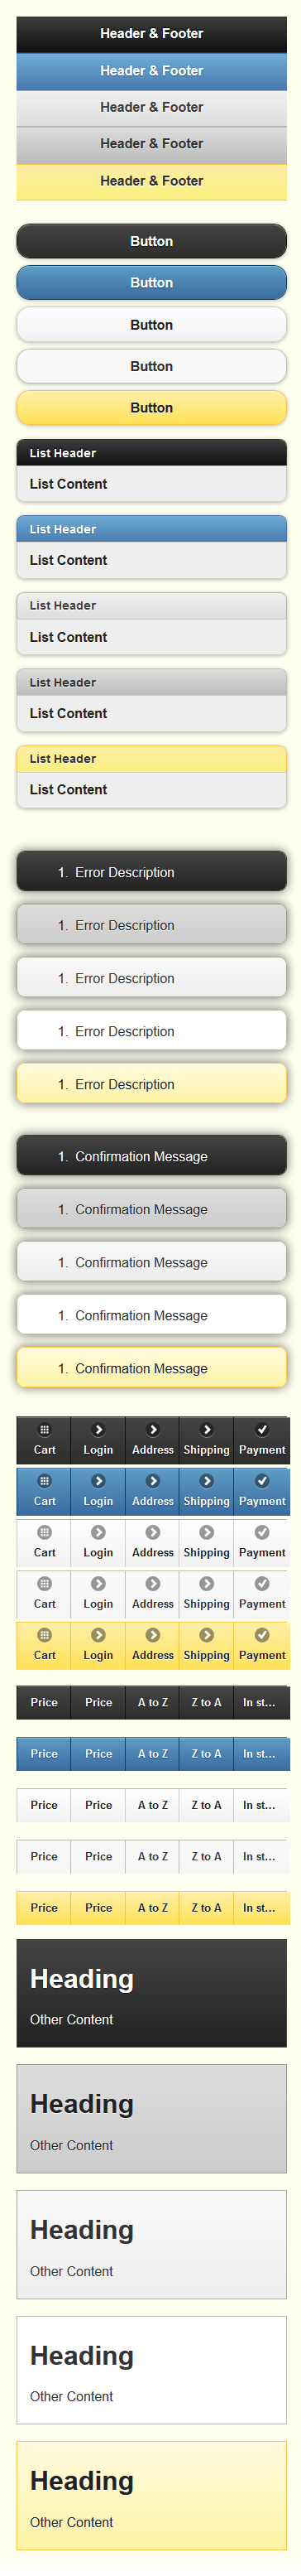 Header & Footer
Header & Footer
Header & Footer
Header & Footer
Header & Footer
Button
Button
Button
Button
Button
List Header
List Content
List Header
List Content
List Header
List Content
List Header
List Content
List Header
List Content
1. Error Description
1. Error Description
1. Error Description
1. Error Description
1. Error Description
1. Confirmation Message
1. Confirmation Message
1. Confirmation Message
1. Confirmation Message
1. Confirmation Message
Cart Login Address Shipping Payment
Cart Login Address Shipping Payment
Cart Login Address Shipping Payment
Cart Login Address Shipping Payment
Cart Login Address Shipping Payment
Price Price A to Z Z to A In st...
Price Price A to Z Z to A In st...
Price Price A to Z Z to A In st...
Price Price A to Z Z to A In st...
Price Price A to Z Z to A In st...
Heading
Other Content
Heading
Other Content
Heading
Other Content
Heading
Other Content
Heading
Other Content